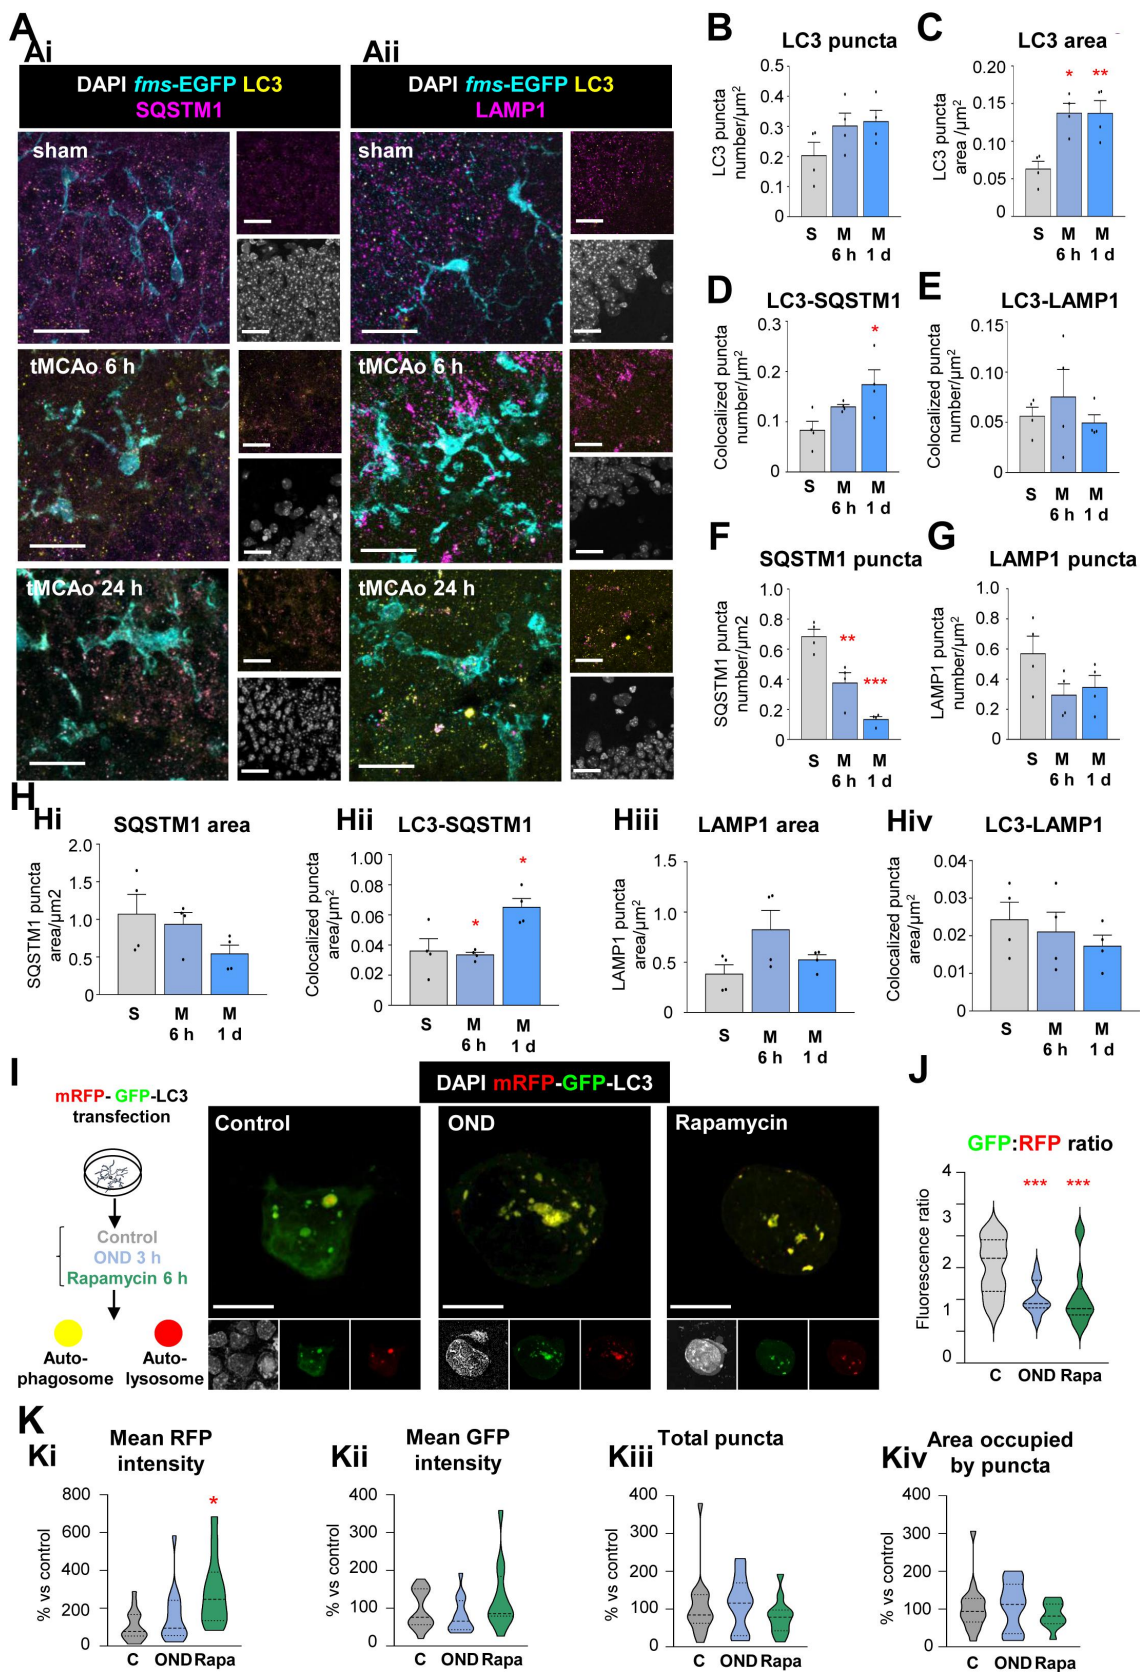 A
Ai
DAPI fms-EGFP LC3
SQSTM1
sham
tMCAo 6 h
tMCAo 24 h
Aii
DAPI fms-EGFP LC3
LAMP1
sham
tMCAo 6 h
tMCAo 24 h
B
LC3 puncta
LC3 puncta
number/µm²
0.5
0.4
0.3
0.2
0.1
0
S
M
6 h
M
1 d
C
LC3 area
LC3 puncta
area /µm²
0.20
0.15
0.10
0.05
0
*
**
S
M
6 h
M
1 d
D
LC3-SQSTM1
Colocalized puncta
number/µm²
0.3
0.2
0.1
0
*
S
M
6 h
M
1 d
E
LC3-LAMP1
Colocalized puncta
number/µm²
0.15
0.10
0.05
0
S
M
6 h
M
1 d
F
SQSTM1 puncta
SQSTM1 puncta
number/µm2
1.0
0.8
0.6
0.4
0.2
0
**
***
S
M
6 h
M
1 d
G
LAMP1 puncta
LAMP1 puncta
number/µm²
1.0
0.8
0.6
0.4
0.2
0
S
M
6 h
M
1 d
H
Hi
SQSTM1 area
SQSTM1 puncta
area/µm2
2.0
1.5
1.0
0.5
0
S
M
6 h
M
1 d
Hii
LC3-SQSTM1
Colocalized puncta
area/µm²
1.00
0.08
0.06
0.04
0.02
0
*
*
S
M
6 h
M
1 d
Hiii
LAMP1 area
LAMP1 puncta
area/µm²
1.5
1.0
0.5
0
S
M
6 h
M
1 d
Hiv
LC3-LAMP1
Colocalized puncta
area/µm²
0.04
0.03
0.02
0.01
0
S
M
6 h
M
1 d
I
mRFP- GFP-LC3
transfection
Control
OND 3 h
Rapamycin 6 h
Auto-
phagosome
Auto-
lysosome
DAPI mRFP-GFP-LC3
Control
OND
Rapamycin
J
GFP:RFP ratio
Fluorescence ratio
4
3
2
1
0
***
***
C
OND
Rapa
K
Ki
Mean RFP
intensity
% vs control
800
600
400
200
0
*
C
OND
Rapa
Kii
Mean GFP
intensity
% vs control
400
300
200
100
0
C
OND
Rapa
Kiii
Total puncta
% vs control
400
300
200
100
0
C
OND
Rapa
Kiv
Area occupied
by puncta
% vs control
400
300
200
100
0
C
OND
Rapa